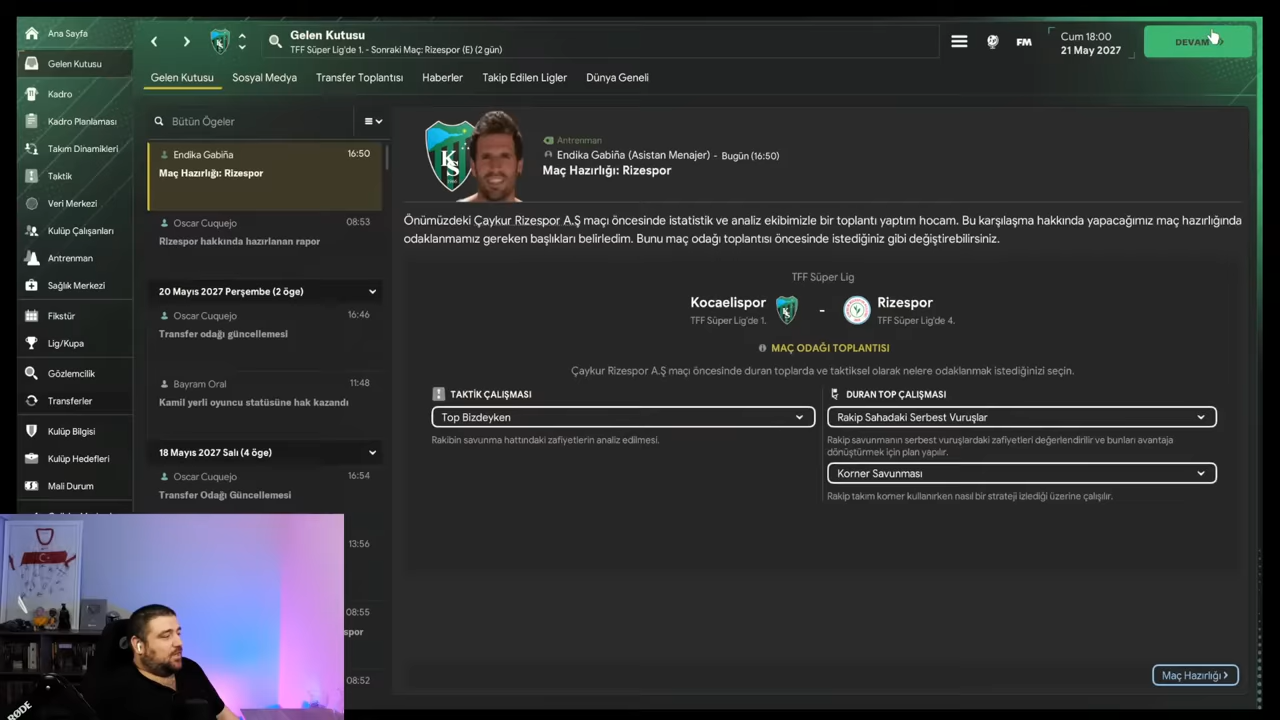 Ana Sayfa
Gelen Kutusu
Kadro
Kadro Planlaması
Takım Dinamikleri
Taktik
Veri Merkezi
Kulüp Çalışanları
Antrenman
Sağlık Merkezi
Fikstür
Lig/Kupa
Gözlemcilik
Transferler
Kulüp Bilgisi
Kulüp Hedefleri
Mali Durum
Gelen Kutusu
TFF Süper Lig'de 1. - Sonraki Maç: Rizespor (E) (2 gün)
FM
Cum 18:00
21 May 2027
DEVAM
Gelen Kutusu
Sosyal Medya
Transfer Toplantısı
Haberler
Takip Edilen Ligler
Dünya Geneli
Bütün Ögeler
Endika Gabiña 16:50
Maç Hazırlığı: Rizespor
Oscar Cuquejo 08:53
Rizespor hakkında hazırlanan rapor
20 Mayıs 2027 Perşembe (2 öge)
Oscar Cuquejo 16:46
Transfer odağı güncellemesi
Bayram Oral 11:48
Kamil yerli oyuncu statüsüne hak kazandı
18 Mayıs 2027 Salı (4 öge)
Oscar Cuquejo 16:54
Transfer Odağı Güncellemesi
13:56
08:55
spor
08:52
Antrenman
Endika Gabiña (Asistan Menajer) - Bugün (16:50)
Maç Hazırlığı: Rizespor
Önümüzdeki Çaykur Rizespor A.Ş maçı öncesinde istatistik ve analiz ekibimizle bir toplantı yaptım hocam. Bu karşılaşma hakkında yapacağımız maç hazırlığında
odaklanmamız gereken başlıkları belirledim. Bunu maç odağı toplantısı öncesinde istediğiniz gibi değiştirebilirsiniz.
TFF Süper Lig
Kocaelispor
TFF Süper Lig'de 1.
-
Rizespor
TFF Süper Lig'de 4.
MAÇ ODAĞI TOPLANTISI
Çaykur Rizespor A.Ş maçı öncesinde duran toplarda ve taktiksel olarak nelere odaklanmak istediğinizi seçin.
TAKTİK ÇALIŞMASI
Top Bizdeyken
Rakibin savunma hattındaki zafiyetlerin analiz edilmesi.
DURAN TOP ÇALIŞMASI
Rakip Sahadaki Serbest Vuruşlar
Rakip savunmanın serbest vuruşlardaki zafiyetleri değerlendirilir ve bunları avantaja
dönüştürmek için plan yapılır.
Korner Savunması
Rakip takım korner kullanırken nasıl bir strateji izlediği üzerine çalışılır.
Maç Hazırlığı
RØDE